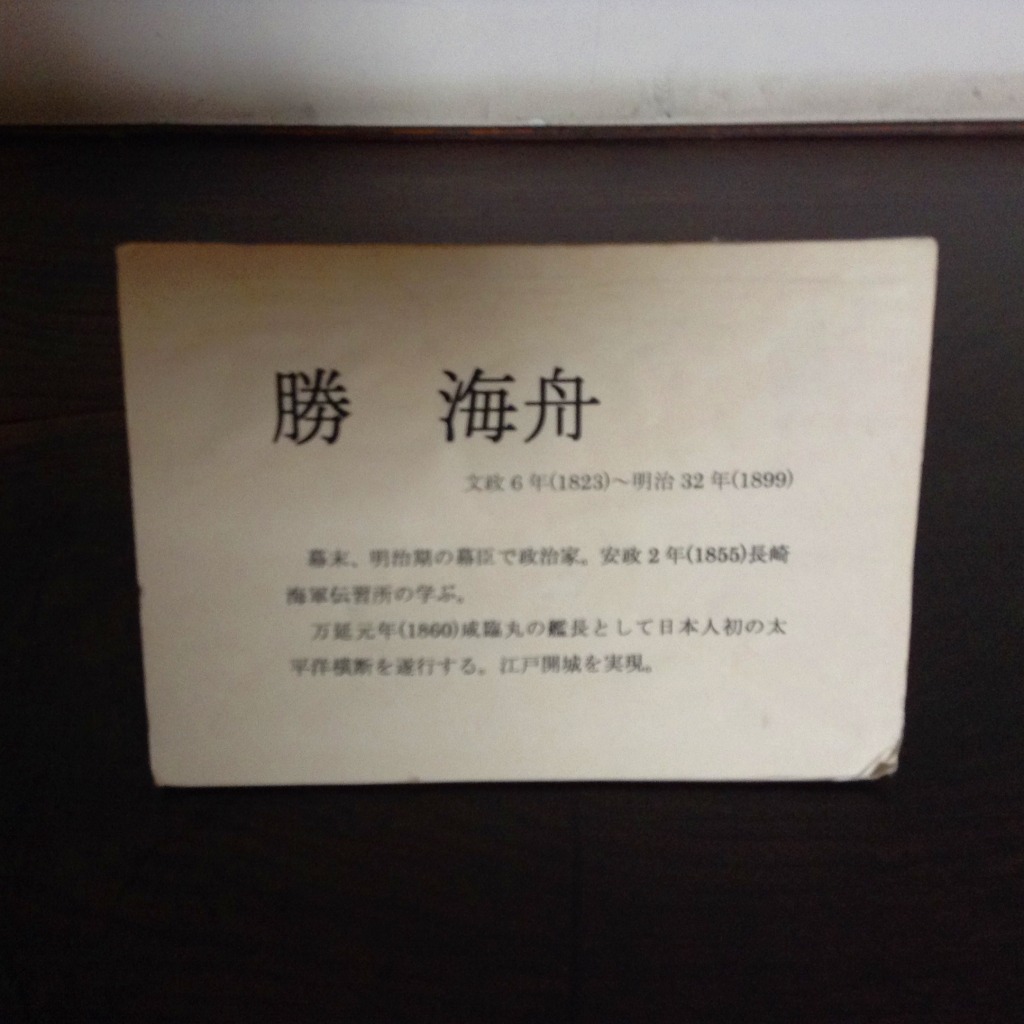 勝　海舟
文政 6 年(1823)～明治 32 年(1899)
幕末、明治期の幕臣で政治家。安政 2 年(1855)長崎
海軍伝習所の学ぶ。
万延元年(1860)咸臨丸の艦長として日本人初の太
平洋横断を遂行する。江戸開城を実現。